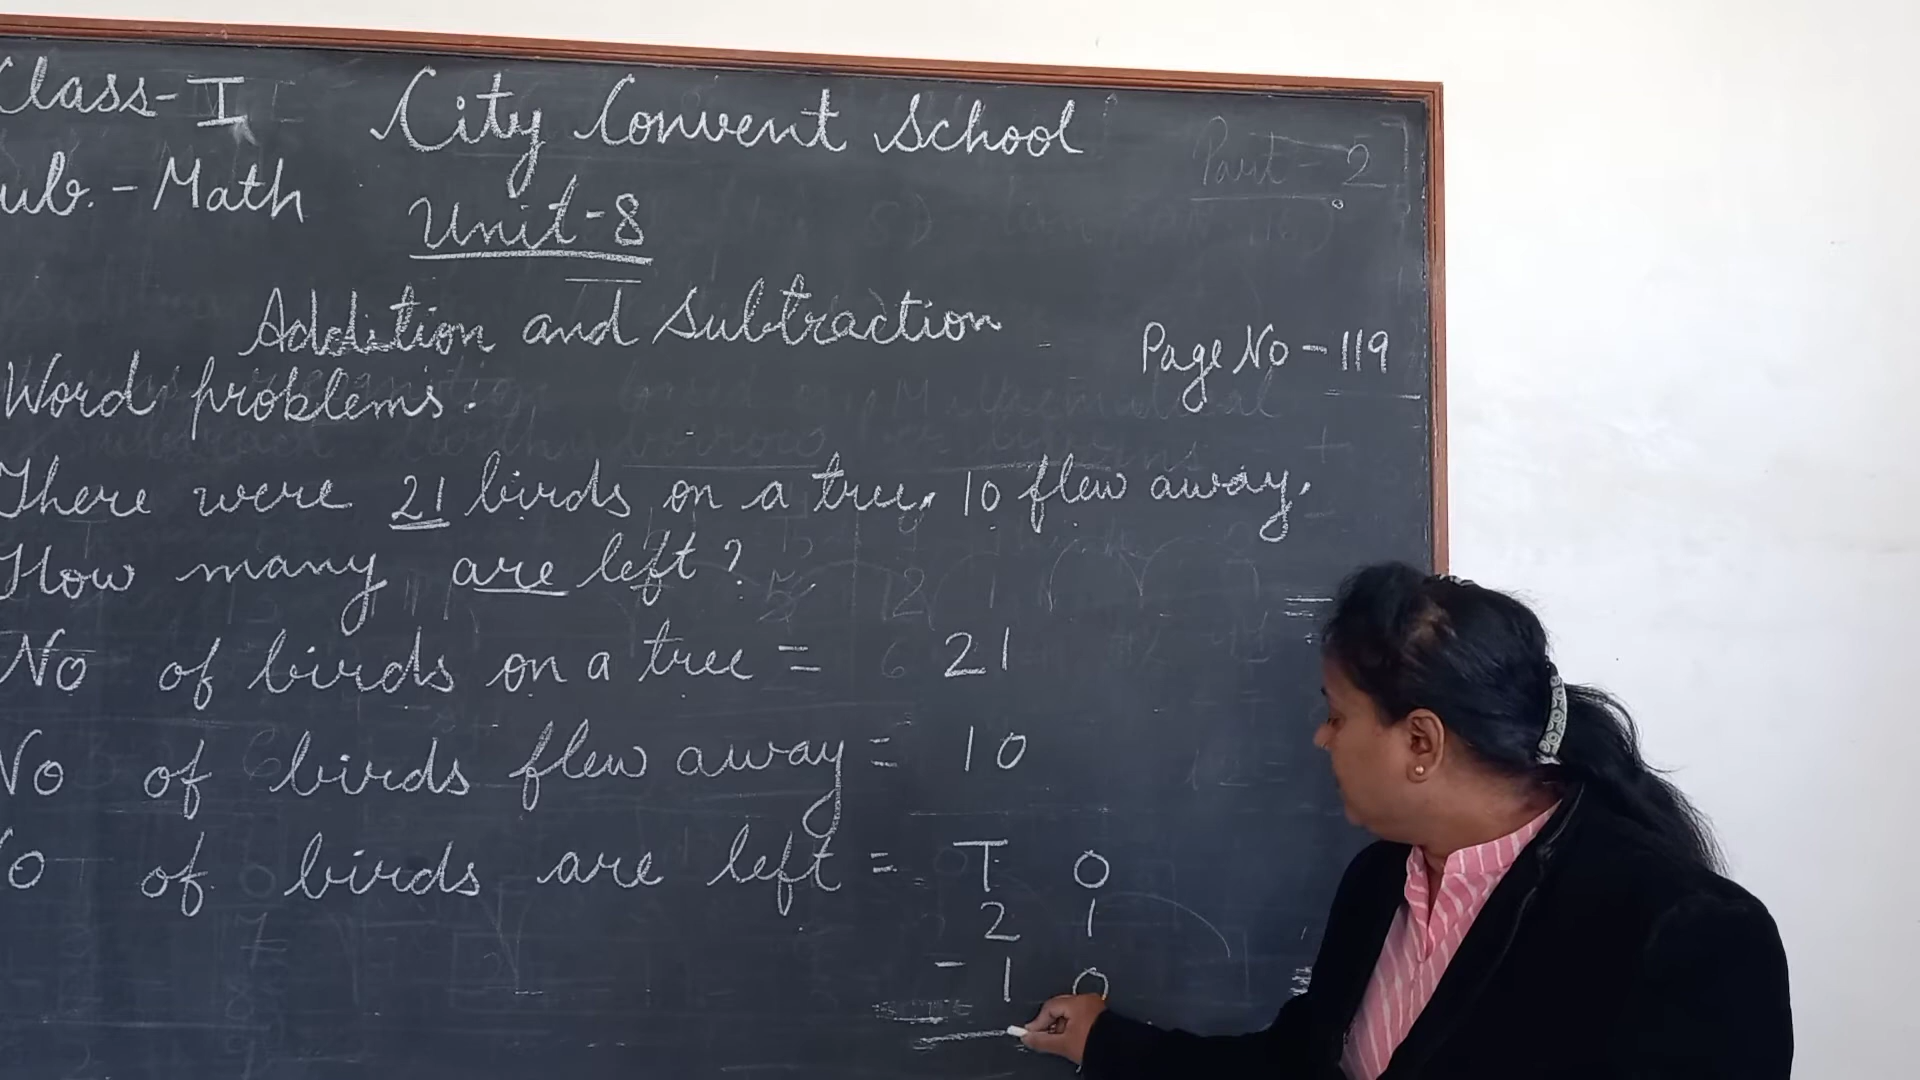 Class-I City Convent School
Part-2
Sub.-Math
Unit-8
Addition and Subtraction
Page No-119
Word problems.
There were 21 birds on a tree. 10 flew away.
How many are left?
No of birds on a tree = 21
No of birds flew away = 10
No of birds are left = T O
2 1
- 1 0